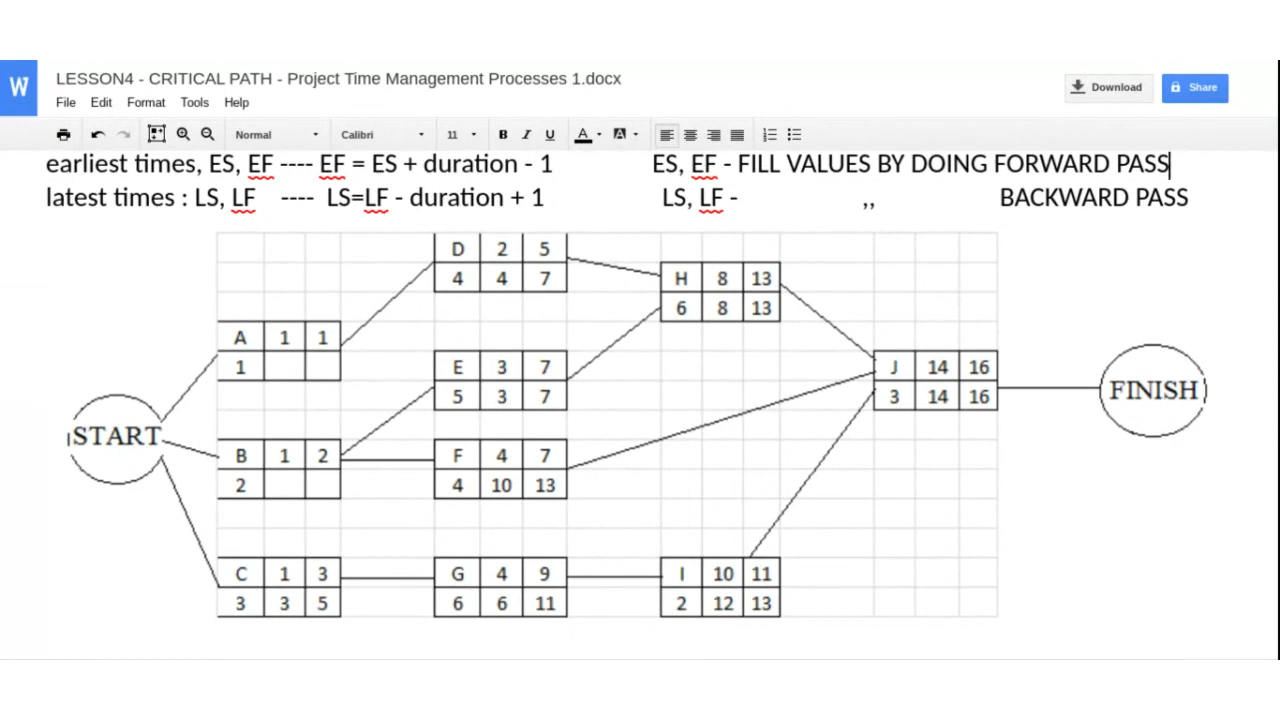 W
LESSON4 - CRITICAL PATH - Project Time Management Processes 1.docx
File Edit Format Tools Help
Download Share
Normal Calibri 11 B I U A A
earliest times, ES, EF ---- EF = ES + duration - 1 ES, EF - FILL VALUES BY DOING FORWARD PASS
latest times : LS, LF ---- LS=LF - duration + 1 LS, LF - ,, BACKWARD PASS
D 2 5
4 4 7
H 8 13
6 8 13
A 1 1
1
E 3 7
5 3 7
J 14 16
3 14 16
FINISH
START
B 1 2
2
F 4 7
4 10 13
C 1 3
3 3 5
G 4 9
6 6 11
I 10 11
2 12 13